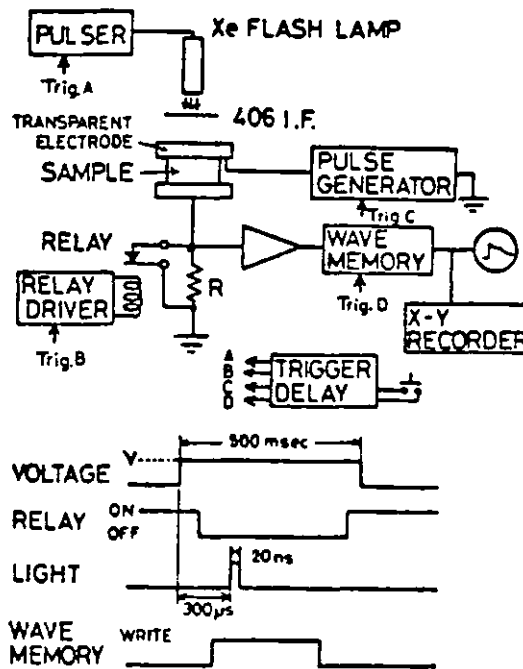 PULSER
Xe FLASH LAMP
Trig.A
406 I.F.
TRANSPARENT
ELECTRODE
SAMPLE
PULSE
GENERATOR
Trig C
RELAY
R
WAVE
MEMORY
RELAY
DRIVER
Trig.D
X-Y
RECORDER
Trig.B
A
B
C
D
TRIGGER
DELAY
500 msec
V
VOLTAGE
RELAY
ON
OFF
20ns
LIGHT
300μs
WAVE
MEMORY
WRITE